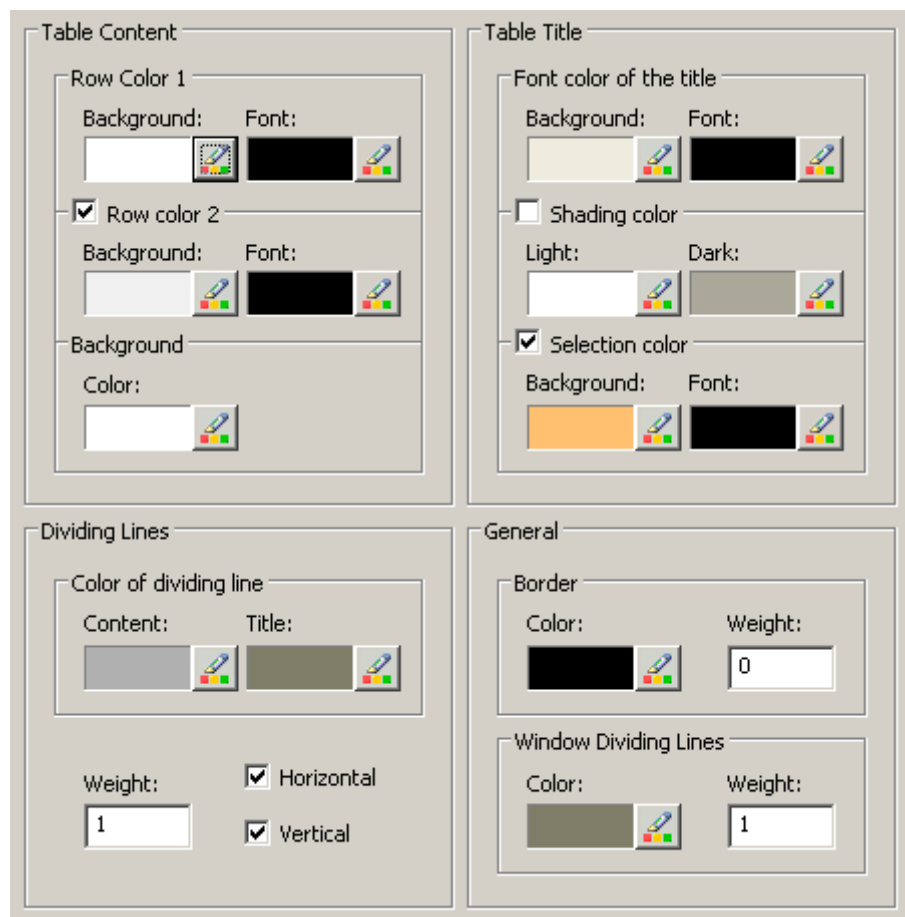 Table Content
Row Color 1
Background: Font:
Row color 2
Background: Font:
Background
Color:
Table Title
Font color of the title
Background: Font:
Shading color
Light: Dark:
Selection color
Background: Font:
Dividing Lines
Color of dividing line
Content: Title:
Weight:
1
Horizontal
Vertical
General
Border
Color: Weight:
0
Window Dividing Lines
Color: Weight:
1